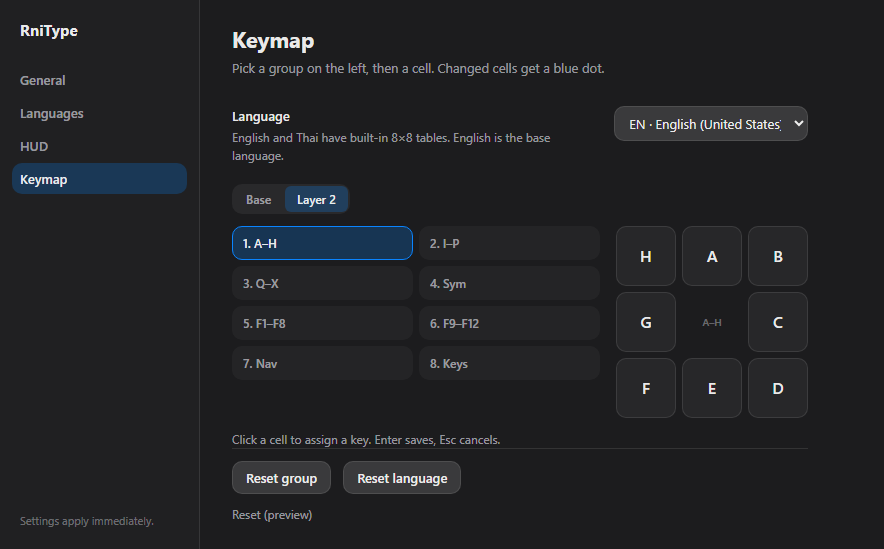 RniType
General
Languages
HUD
Keymap
Settings apply immediately.
Keymap
Pick a group on the left, then a cell. Changed cells get a blue dot.
Language
English and Thai have built-in 8×8 tables. English is the base
language.
EN · English (United States)
Base
Layer 2
1. A–H
2. I–P
3. Q–X
4. Sym
5. F1–F8
6. F9–F12
7. Nav
8. Keys
H A B
G A–H C
F E D
Click a cell to assign a key. Enter saves, Esc cancels.
Reset group
Reset language
Reset (preview)